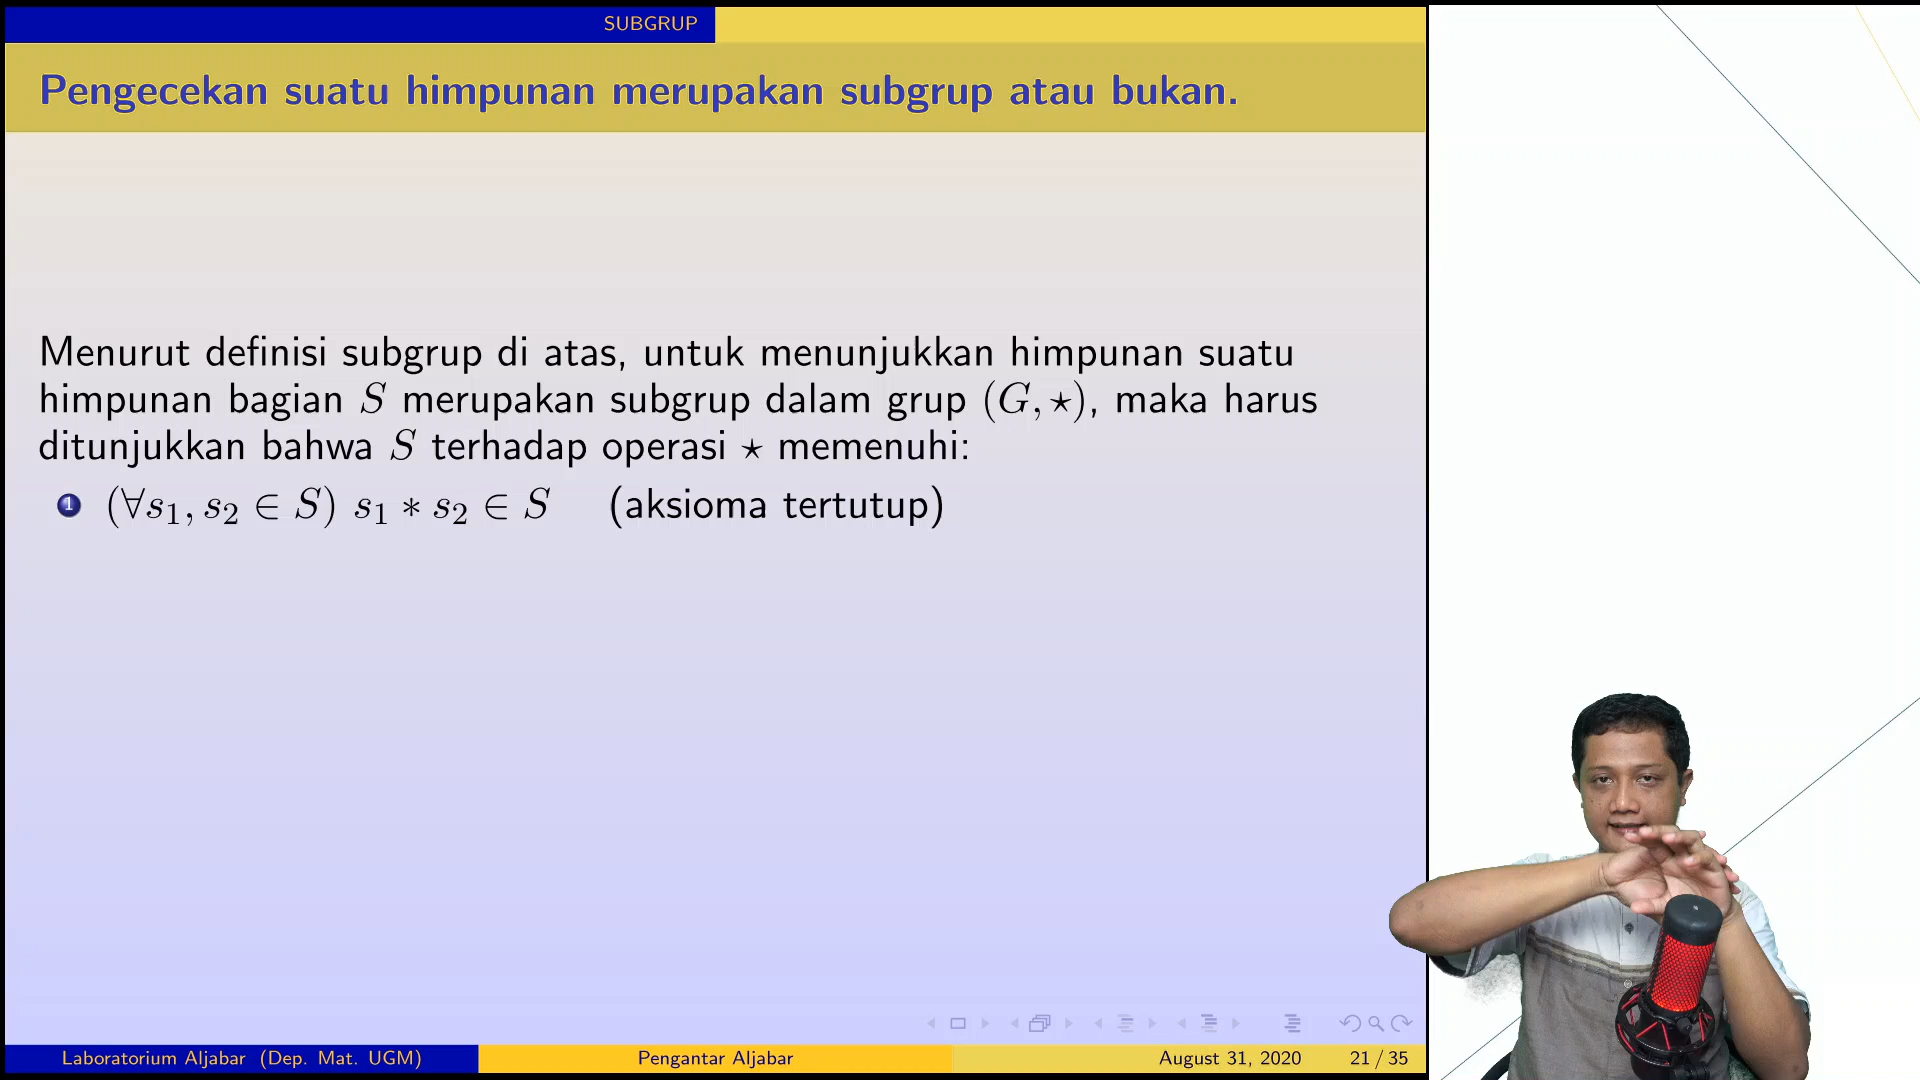 SUBGRUP
Pengecekan suatu himpunan merupakan subgrup atau bukan.
Menurut definisi subgrup di atas, untuk menunjukkan himpunan suatu
himpunan bagian S merupakan subgrup dalam grup (G, ⋆), maka harus
ditunjukkan bahwa S terhadap operasi ⋆ memenuhi:
1 (∀s₁, s₂ ∈ S) s₁ ∗ s₂ ∈ S (aksioma tertutup)
Laboratorium Aljabar (Dep. Mat. UGM) Pengantar Aljabar August 31, 2020 21 / 35